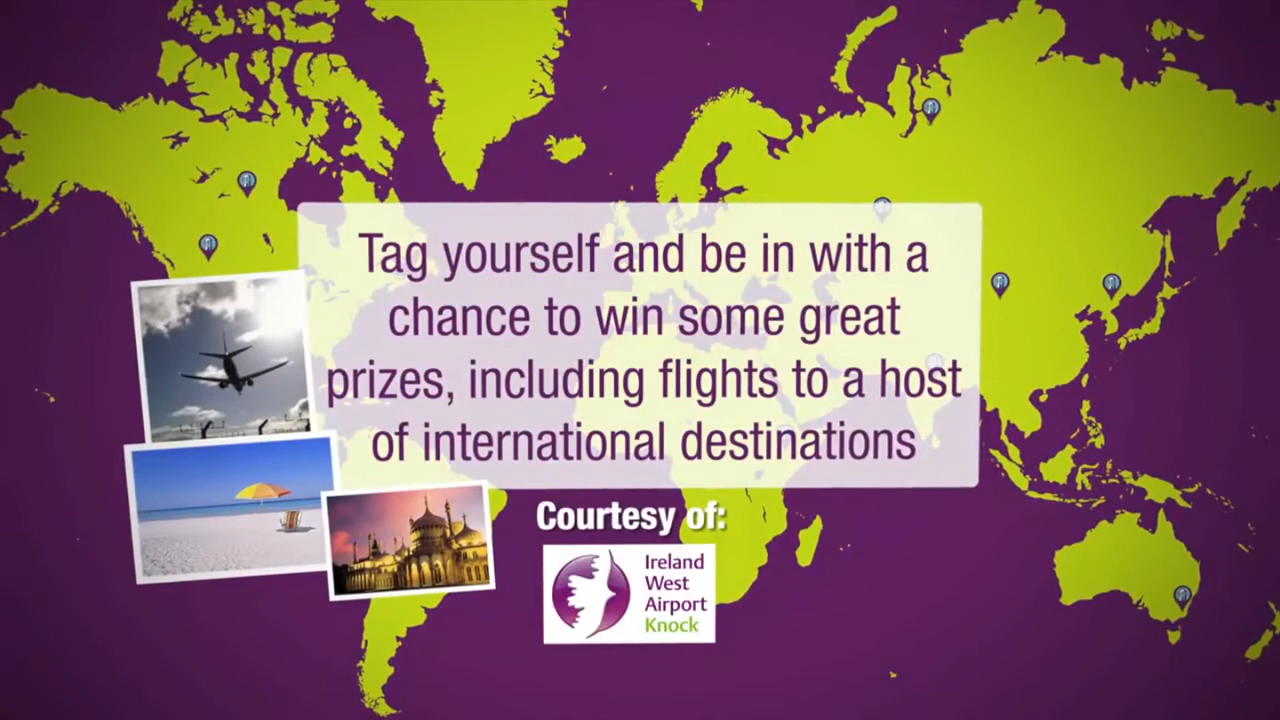 Tag yourself and be in with a
chance to win some great
prizes, including flights to a host
of international destinations
Courtesy of:
Ireland
West
Airport
Knock